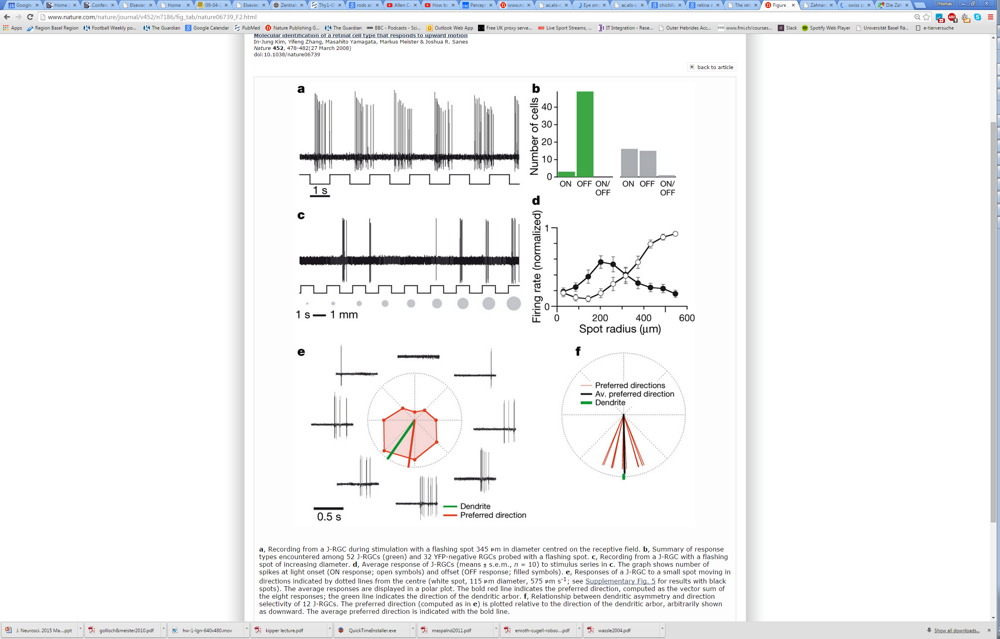 25 Google
Home |
Confere
Elsevier
Home
09-04-2
Elsevier
Zentral
Thy1-G
rods an
Allen C
How to
CNS Percept
www.na
ac.els-c
Eye sma
ac.els-c
chichili
retina e
The ret
Figure
Zahnar
swiss s
Die Zah
Thomas
www.nature.com/nature/journal/v452/n7186/fig_tab/nature06739_F2.html
23
ABP
1
off
Apps
Region Basel Region
Football Weekly po...
The Guardian
Google Calendar
PubMed
Nature Publishing G...
The Guardian
BBC - Podcasts - Sci...
Outlook Web App
Free UK proxy serve...
Live Sport Streams, ...
IT Integration - Rese...
Outer Hebrides Acc...
FMI www.fmi.ch/courses...
Slack
Spotify Web Player
Universität Basel Rä...
e-tierversuche
Molecular identification of a retinal cell type that responds to upward motion
In-Jung Kim, Yifeng Zhang, Masahito Yamagata, Markus Meister & Joshua R. Sanes
Nature 452, 478-482(27 March 2008)
doi:10.1038/nature06739
back to article
a
1 s
b
Number of cells
40
30
20
10
0
ON OFF ON/
OFF
ON OFF ON/
OFF
c
1 s 1 mm
d
Firing rate (normalized)
1
0
0 200 400 600
Spot radius (μm)
e
0.5 s
Dendrite
Preferred direction
f
Preferred directions
Av. preferred direction
Dendrite
a, Recording from a J-RGC during stimulation with a flashing spot 345 μm in diameter centred on the receptive field. b, Summary of response
types encountered among 52 J-RGCs (green) and 32 YFP-negative RGCs probed with a flashing spot. c, Recording from a J-RGC with a flashing
spot of increasing diameter. d, Average response of J-RGCs (means ± s.e.m., n = 10) to stimulus series in c. The graph shows number of
spikes at light onset (ON response; open symbols) and offset (OFF response; filled symbols). e, Responses of a J-RGC to a small spot moving in
directions indicated by dotted lines from the centre (white spot, 115 μm diameter, 575 μm s-1; see Supplementary Fig. 5 for results with black
spots). The average responses are displayed in a polar plot. The bold red line indicates the preferred direction, computed as the vector sum of
the eight responses; the green line indicates the direction of the dendritic arbor. f, Relationship between dendritic asymmetry and direction
selectivity of 12 J-RGCs. The preferred direction (computed as in e) is plotted relative to the direction of the dendritic arbor, arbitrarily shown
as downward. The average preferred direction is indicated with the bold line.
J. Neurosci. 2015 Ma....ppt
gollisch&meister2010.pdf
hw-1-lgn-640x480.mov
kipper lecture.pdf
QuickTimeInstaller.exe
maspalnd2011.pdf
enroth-cugell-robso....pdf
wassle2004.pdf
Show all downloads...